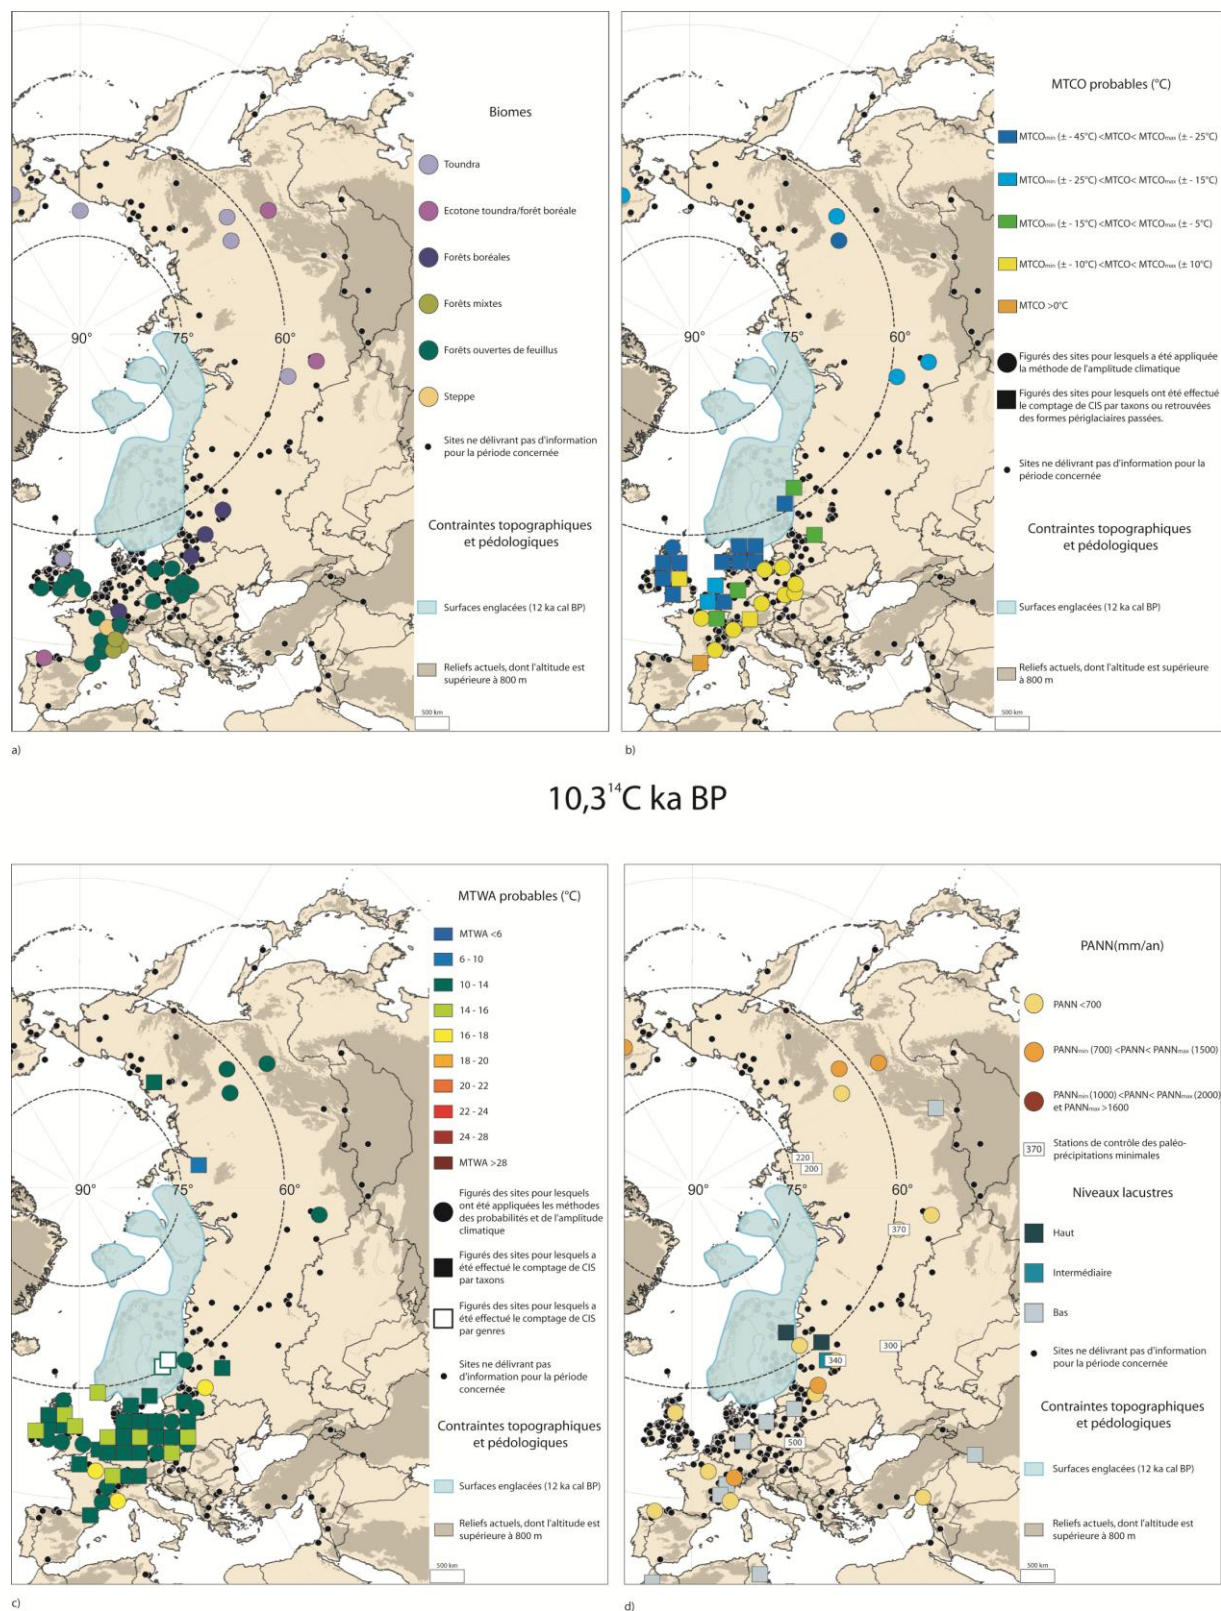 Biomes
Toundra
Ecotone toundra/forêt boréale
Forêts boréales
Forêts mixtes
Forêts ouvertes de feuillus
Steppe
Sites ne délivrant pas d'information
pour la période concernée
Contraintes topographiques
et pédologiques
Surfaces englacées (12 ka cal BP)
Reliefs actuels, dont l'altitude est
supérieure à 800 m
500 km
90°
75°
60°
a)
MTCO probables (°C)
MTCOmin (± - 45°C) <MTCO< MTCOmax (± - 25°C)
MTCOmin (± - 25°C) <MTCO< MTCOmax (± - 15°C)
MTCOmin (± - 15°C) <MTCO< MTCOmax (± - 5°C)
MTCOmin (± - 10°C) <MTCO< MTCOmax (± 10°C)
MTCO >0°C
Figurés des sites pour lesquels a été appliquée
la méthode de l'amplitude climatique
Figurés des sites pour lesquels ont été effectué
le comptage de CIS par taxons ou retrouvées
des formes périglaciaires passées.
Sites ne délivrant pas d'information pour la
période concernée
Contraintes topographiques
et pédologiques
Surfaces englacées (12 ka cal BP)
Reliefs actuels, dont l'altitude est supérieure
à 800 m
500 km
90°
75°
60°
b)
10,3¹⁴C ka BP
MTWA probables (°C)
MTWA <6
6 - 10
10 - 14
14 - 16
16 - 18
18 - 20
20 - 22
22 - 24
24 - 28
MTWA >28
Figurés des sites pour lesquels
ont été appliquées les méthodes
des probabilités et de l'amplitude
climatique
Figurés des sites pour lesquels a
été effectué le comptage de CIS
par taxons
Figurés des sites pour lesquels a
été effectué le comptage de CIS
par genres
Sites ne délivrant pas
d'information pour la période
concernée
Contraintes topographiques
et pédologiques
Surfaces englacées (12 ka cal BP)
Reliefs actuels, dont l'altitude est
supérieure à 800 m
500 km
90°
75°
60°
c)
PANN(mm/an)
PANN <700
PANNmin (700) <PANN< PANNmax (1500)
PANNmin (1000) <PANN< PANNmax (2000)
et PANNmax >1600
370
Stations de contrôle des paléo-
précipitations minimales
Niveaux lacustres
Haut
Intermédiaire
Bas
Sites ne délivrant pas d'information
pour la période concernée
Contraintes topographiques
et pédologiques
Surfaces englacées (12 ka cal BP)
Reliefs actuels, dont l'altitude est
supérieure à 800 m
500 km
220
200
90°
75°
60°
370
300
340
500
d)